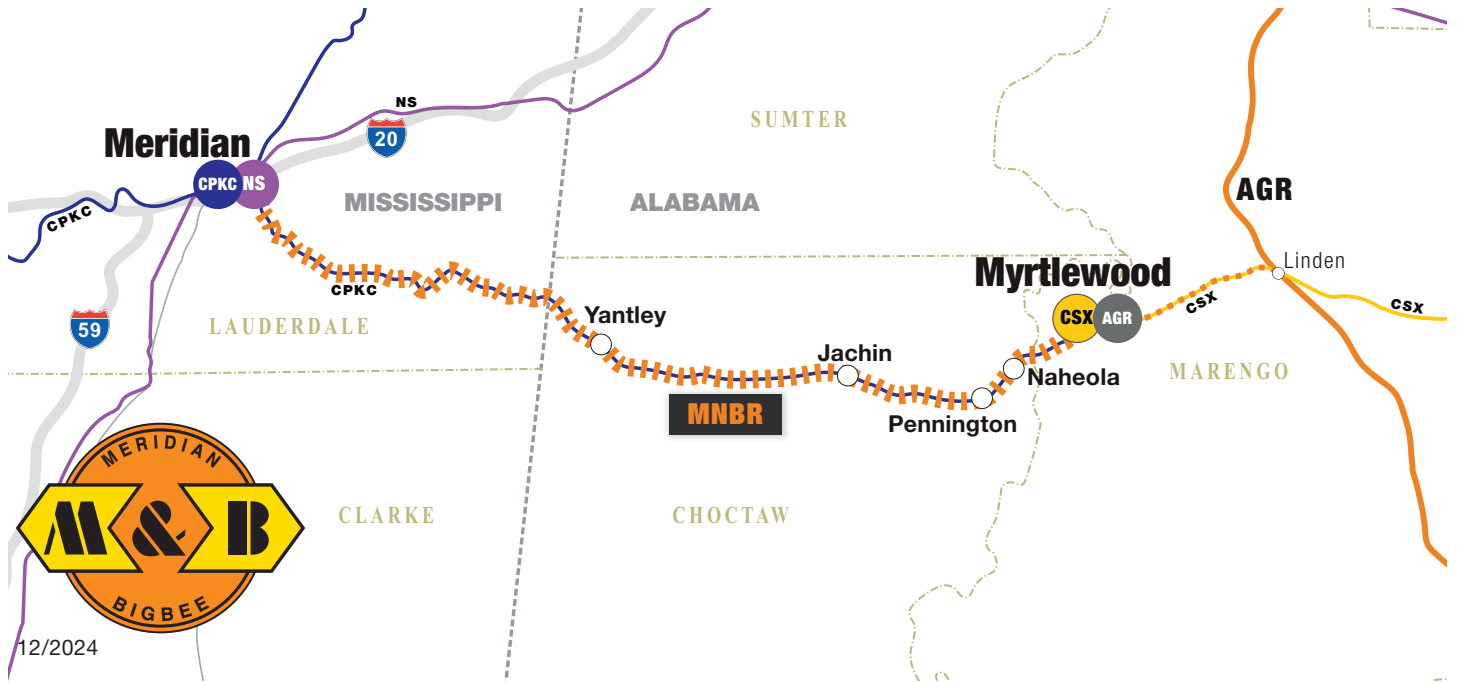 NS
SUMTER
20
Meridian
CPKC NS
AGR
MISSISSIPPI
ALABAMA
CPKC
Linden
Myrtlewood
CPKC
CSX
CSX
Yantley
CSX AGR
59
LAUDERDALE
Jachin
Naheola
MARENGO
MNBR
Pennington
MERIDIAN
M & B
BIGBEE
CLARKE
CHOCTAW
12/2024